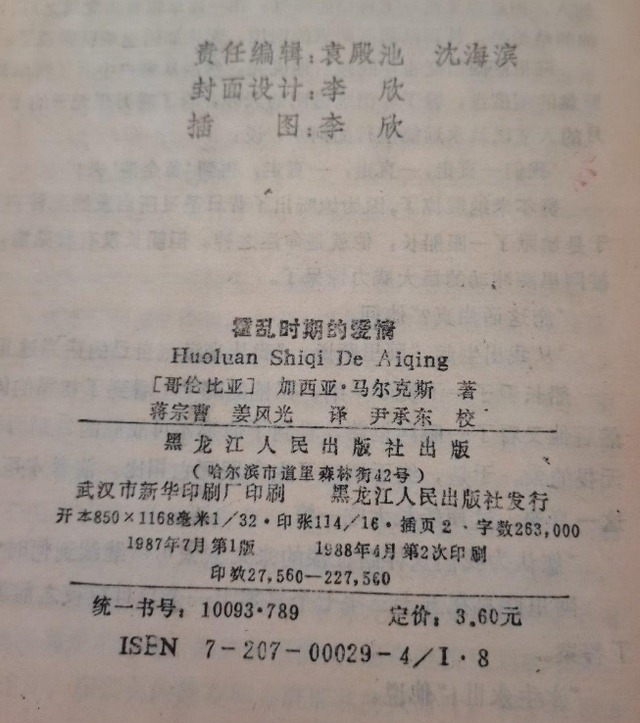 责任编辑：袁殿池 沈海滨
封面设计：李 欣
插 图：李 欣
霍乱时期的爱情
Huoluan Shiqi De Aiqing
［哥伦比亚］ 加西亚·马尔克斯 著
蒋宗曹 姜风光 译 尹承东 校
黑龙江人民出版社出版
（哈尔滨市道里森林街42号）
武汉市新华印刷厂印刷 黑龙江人民出版社发行
开本850×1168毫米1/32·印张114/16·插页2·字数263,000
1987年7月第1版 1988年4月第2次印刷
印数27,560—227,560
统一书号：10093·789 定价：3.60元
ISBN 7-207-00029-4/I·8